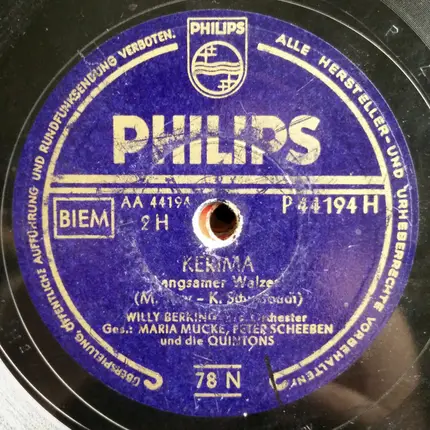 PHILIPS
ALLE HERSTELLER-UND URHEBERRECHTE VORBEHALTEN!
ÜBERSPIELUNG, ÖFFENTLICHE AUFFÜHRUNG UND RUNDFUNKSENDUNG VERBOTEN.
PHILIPS
AA 44194
2 H
P 44194 H
BIEM
KERIMA
Langsamer Walzer
(M. – K.
WILLY BERKING Orchester
Ges.: MARIA MUCKE, PETER SCHEEBEN
und die QUINTONS
78 N